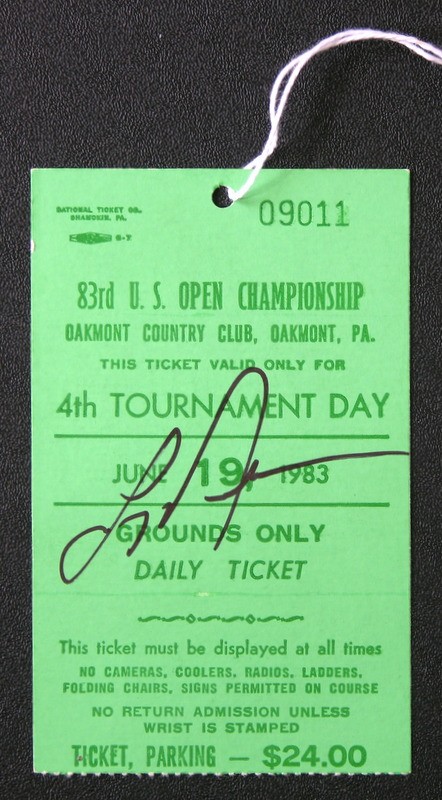 NATIONAL TICKET CO.
SHAMOKIN, PA.
09011
83rd U. S. OPEN CHAMPIONSHIP
OAKMONT COUNTRY CLUB, OAKMONT, PA.
THIS TICKET VALID ONLY FOR
4th TOURNAMENT DAY
JUNE 19, 1983
GROUNDS ONLY
DAILY TICKET
This ticket must be displayed at all times
NO CAMERAS, COOLERS, RADIOS, LADDERS,
FOLDING CHAIRS, SIGNS PERMITTED ON COURSE
NO RETURN ADMISSION UNLESS
WRIST IS STAMPED
TICKET, PARKING — $24.00